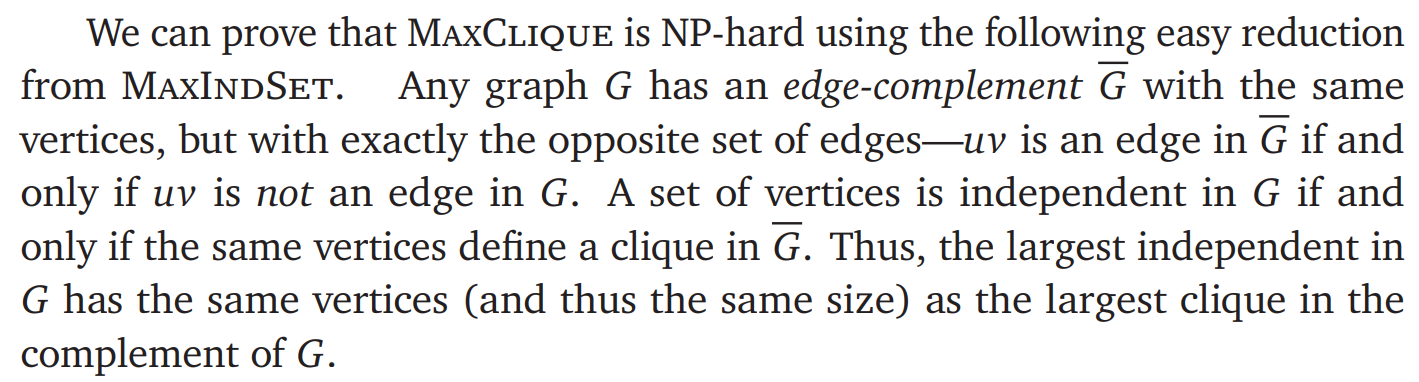 We can prove that MAXCLIQUE is NP-hard using the following easy reduction
from MAXINDSET. Any graph G has an edge-complement G̅ with the same
vertices, but with exactly the opposite set of edges—uv is an edge in G̅ if and
only if uv is not an edge in G. A set of vertices is independent in G if and
only if the same vertices define a clique in G̅. Thus, the largest independent in
G has the same vertices (and thus the same size) as the largest clique in the
complement of G.